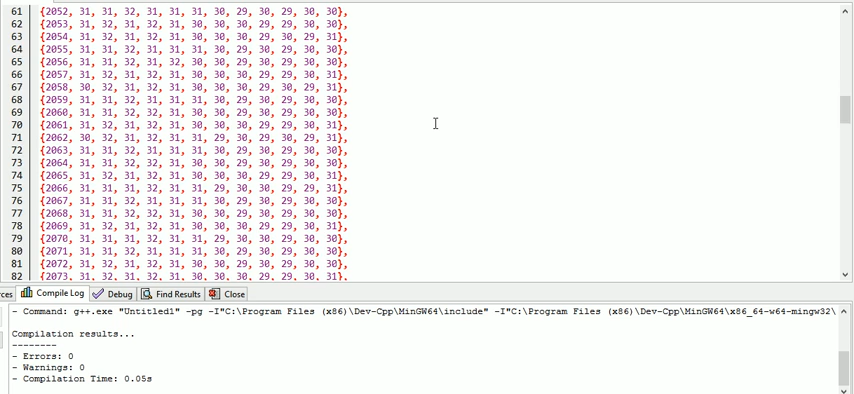 61 {2052, 31, 31, 32, 31, 31, 31, 30, 29, 30, 29, 30, 30},
62 {2053, 31, 31, 32, 32, 31, 30, 30, 29, 30, 29, 30, 30},
63 {2054, 31, 32, 31, 32, 31, 30, 30, 30, 29, 30, 29, 31},
64 {2055, 31, 31, 32, 31, 31, 31, 30, 29, 30, 29, 30, 30},
65 {2056, 31, 31, 32, 31, 32, 30, 30, 29, 30, 29, 30, 30},
66 {2057, 31, 32, 31, 32, 31, 30, 30, 30, 29, 29, 30, 31},
67 {2058, 30, 32, 31, 32, 31, 30, 30, 30, 29, 30, 29, 31},
68 {2059, 31, 31, 32, 31, 31, 31, 30, 29, 30, 29, 30, 30},
69 {2060, 31, 31, 32, 32, 31, 30, 30, 29, 30, 29, 30, 30},
70 {2061, 31, 32, 31, 32, 31, 30, 30, 30, 29, 29, 30, 31},
71 {2062, 30, 32, 31, 32, 31, 31, 29, 30, 29, 30, 29, 31},
72 {2063, 31, 31, 32, 31, 31, 31, 30, 29, 30, 29, 30, 30},
73 {2064, 31, 31, 32, 32, 31, 30, 30, 29, 30, 29, 30, 30},
74 {2065, 31, 32, 31, 32, 31, 30, 30, 30, 29, 29, 30, 31},
75 {2066, 31, 31, 31, 32, 31, 31, 29, 30, 30, 29, 29, 31},
76 {2067, 31, 31, 32, 31, 31, 31, 30, 29, 30, 29, 30, 30},
77 {2068, 31, 31, 32, 32, 31, 30, 30, 29, 30, 29, 30, 30},
78 {2069, 31, 32, 31, 32, 31, 30, 30, 30, 29, 29, 30, 31},
79 {2070, 31, 31, 31, 32, 31, 31, 29, 30, 30, 29, 30, 30},
80 {2071, 31, 31, 32, 31, 31, 31, 30, 29, 30, 29, 30, 30},
81 {2072, 31, 32, 31, 32, 31, 30, 30, 29, 30, 29, 30, 30},
82 {2073, 31, 32, 31, 32, 31, 30, 30, 30, 29, 29, 30, 31},
rces Compile Log Debug Find Results Close
- Command: g++.exe "Untitled1" -pg -I"C:\Program Files (x86)\Dev-Cpp\MinGW64\include" -I"C:\Program Files (x86)\Dev-Cpp\MinGW64\x86_64-w64-mingw32\
Compilation results...
--------
- Errors: 0
- Warnings: 0
- Compilation Time: 0.05s